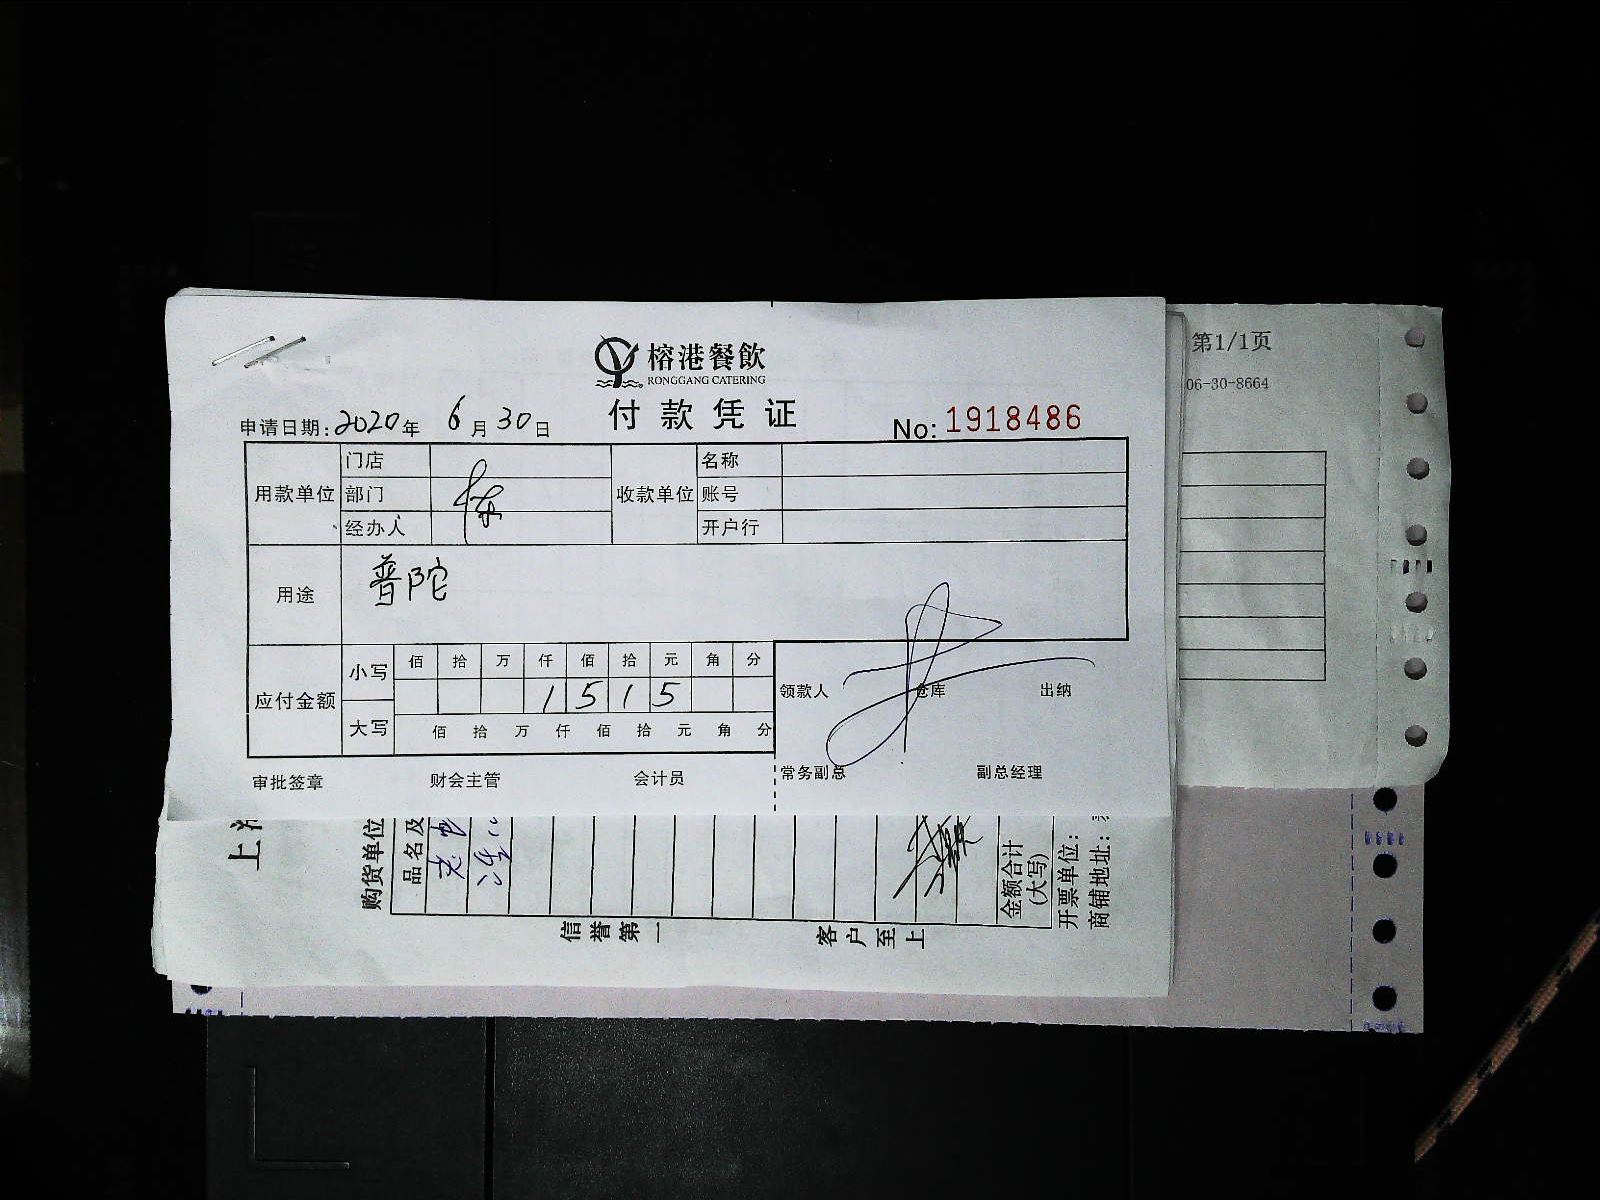 榕港餐飲
RONGGANG CATERING
付款凭证
申请日期:2020年 6月30日
No: 1918486
用款单位 门店 收款单位 名称
部门 账号
经办人 开户行
用途 普陀
应付金额 小写 佰 拾 万 仟 佰 拾 元 角 分
1 5 1 5
大写 佰 拾 万 仟 佰 拾 元 角 分
领款人 仓库 出纳
审批签章 财会主管 会计员 常务副总 副总经理
第1/1页
06-30-8664
上
购货单位
品名及
信誉第一
客户至上
金额合计
(大写)
开票单位:
商铺地址: